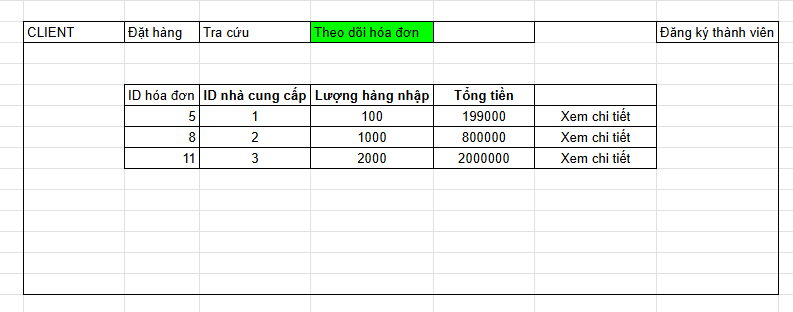 CLIENT Đặt hàng Tra cứu Theo dõi hóa đơn Đăng ký thành viên
ID hóa đơn ID nhà cung cấp Lượng hàng nhập Tổng tiền
5 1 100 199000 Xem chi tiết
8 2 1000 800000 Xem chi tiết
11 3 2000 2000000 Xem chi tiết